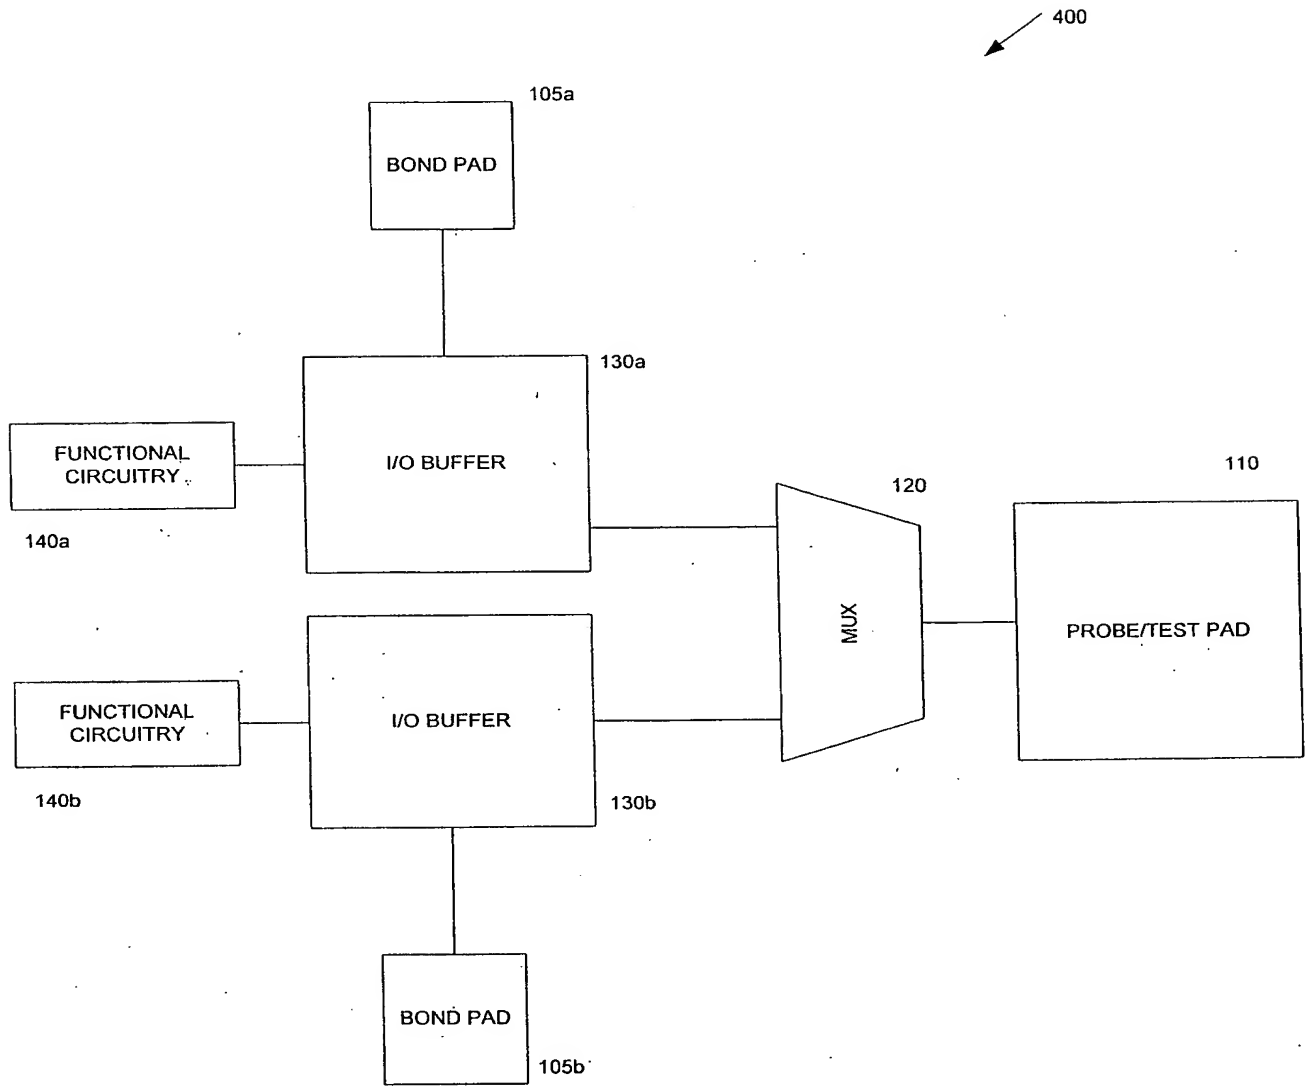 400
105a
BOND PAD
130a
FUNCTIONAL
CIRCUITRY
I/O BUFFER
140a
120
110
MUX
PROBE/TEST PAD
FUNCTIONAL
CIRCUITRY
I/O BUFFER
140b
130b
BOND PAD
105b